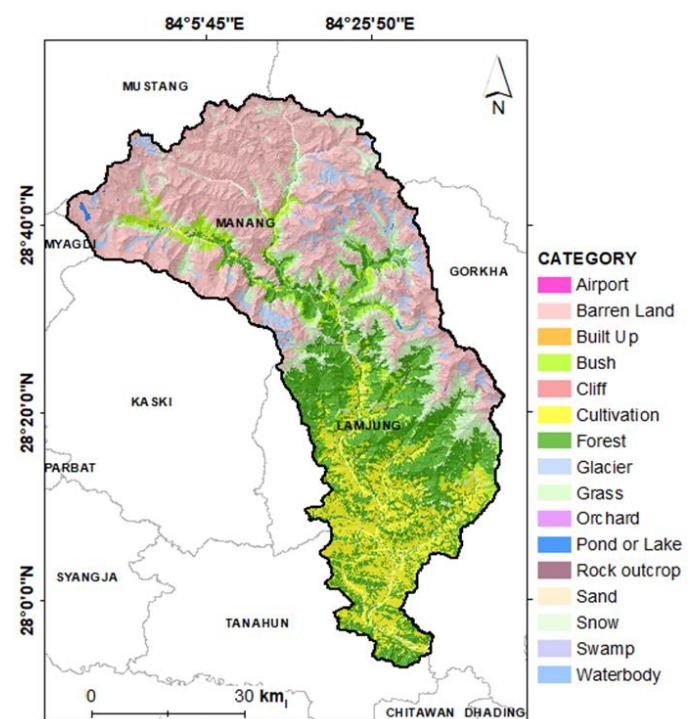 84°5'45"E 84°25'50"E
MUSTANG
N
28°40'0"N
MANANG
MYAGDI
GORKHA
CATEGORY
Airport
Barren Land
Built Up
Bush
Cliff
Cultivation
Forest
Glacier
Grass
Orchard
Pond or Lake
Rock outcrop
Sand
Snow
Swamp
Waterbody
KASKI
28°20'0"N
LAMJUNG
PARBAT
SYANGJA
28°0'0"N
TANAHUN
0 30 km
CHITAWAN DHADING